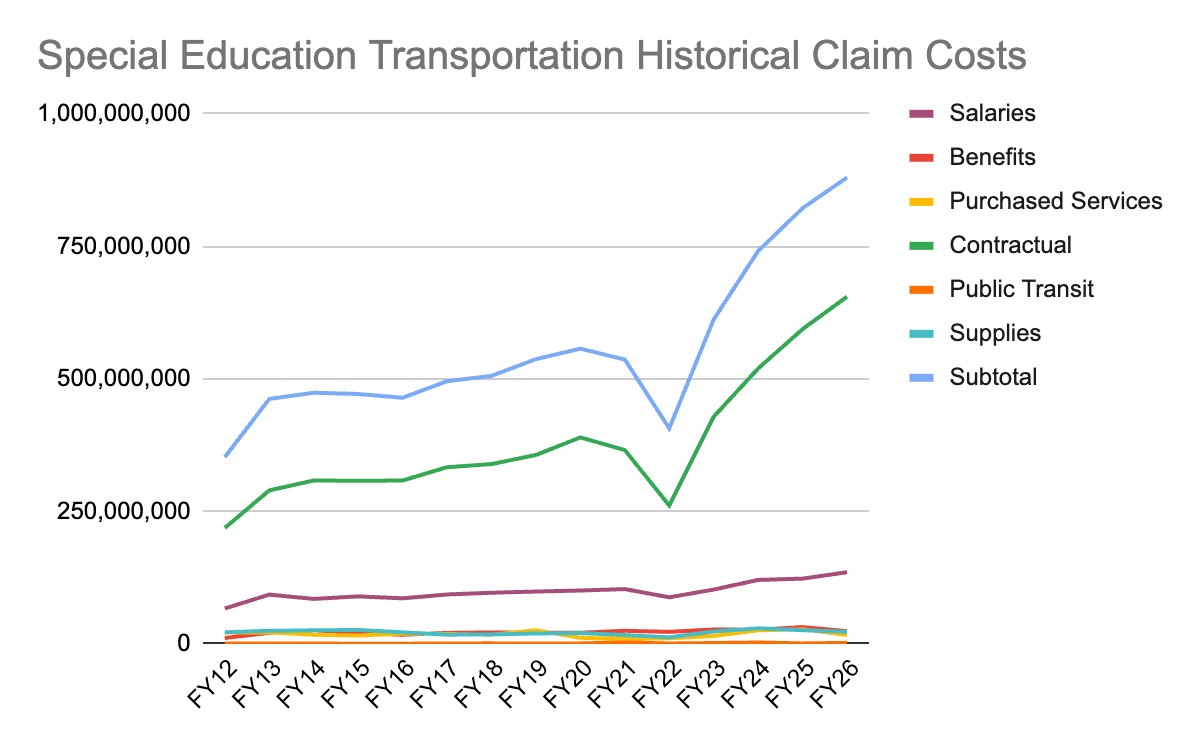 Special Education Transportation Historical Claim Costs
1,000,000,000
750,000,000
500,000,000
250,000,000
0
FY12
FY13
FY14
FY15
FY16
FY17
FY18
FY19
FY20
FY21
FY22
FY23
FY24
FY25
FY26
Salaries
Benefits
Purchased Services
Contractual
Public Transit
Supplies
Subtotal